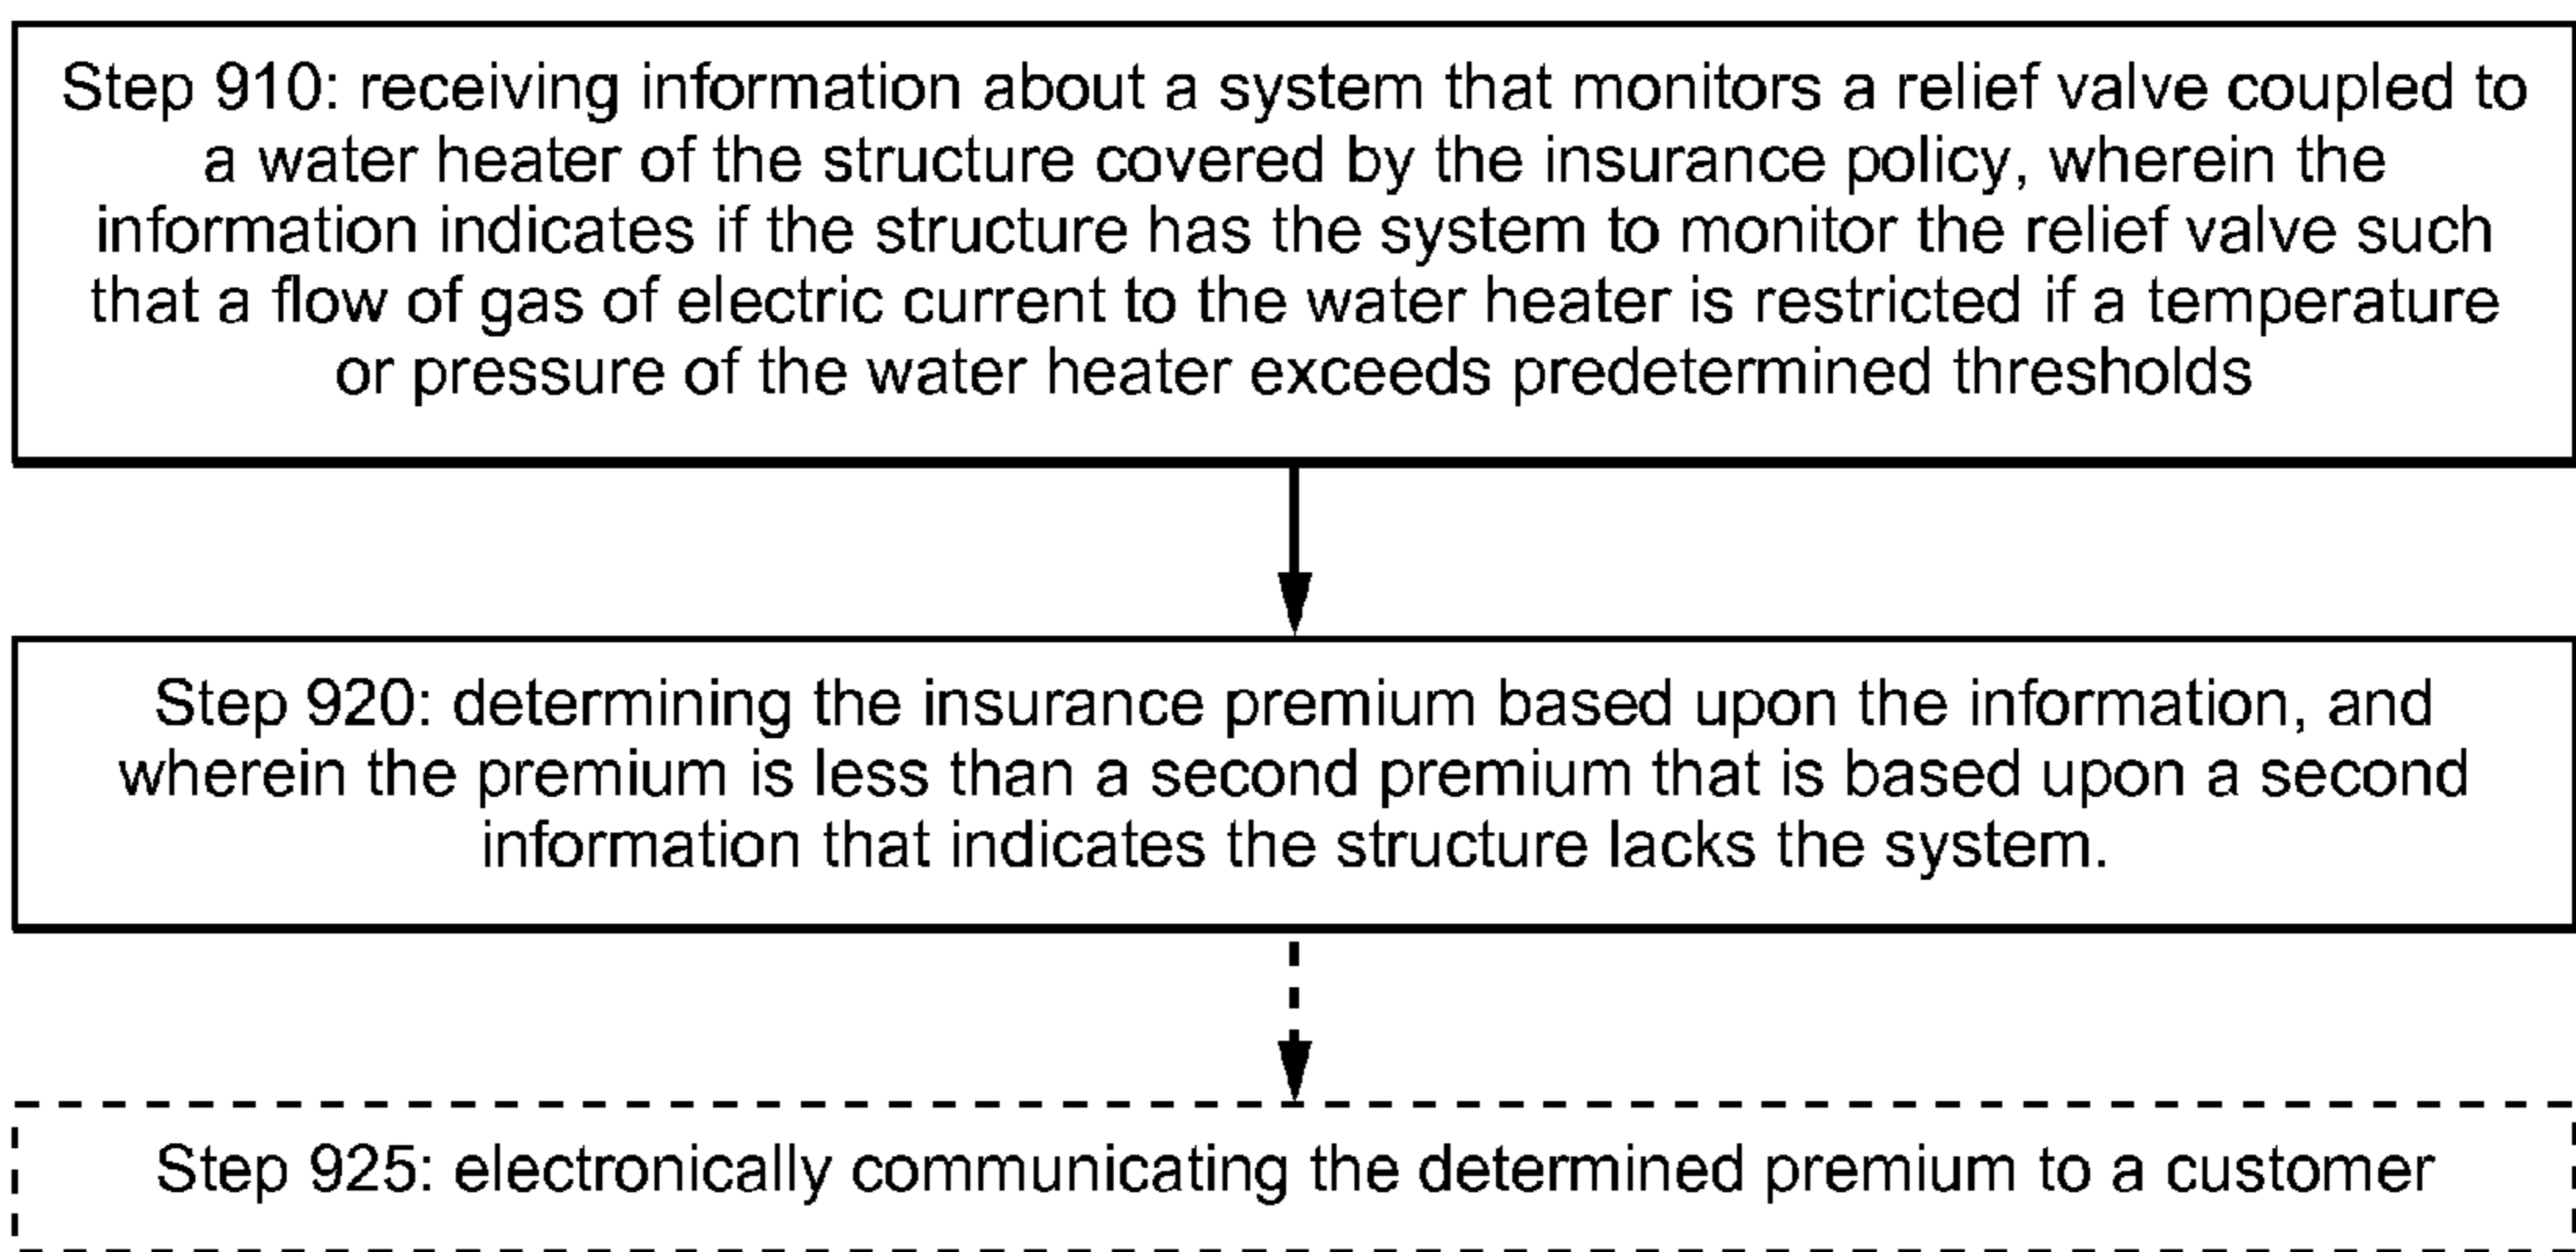 Step 910: receiving information about a system that monitors a relief valve coupled to
a water heater of the structure covered by the insurance policy, wherein the
information indicates if the structure has the system to monitor the relief valve such
that a flow of gas of electric current to the water heater is restricted if a temperature
or pressure of the water heater exceeds predetermined thresholds
Step 920: determining the insurance premium based upon the information, and
wherein the premium is less than a second premium that is based upon a second
information that indicates the structure lacks the system.
Step 925: electronically communicating the determined premium to a customer